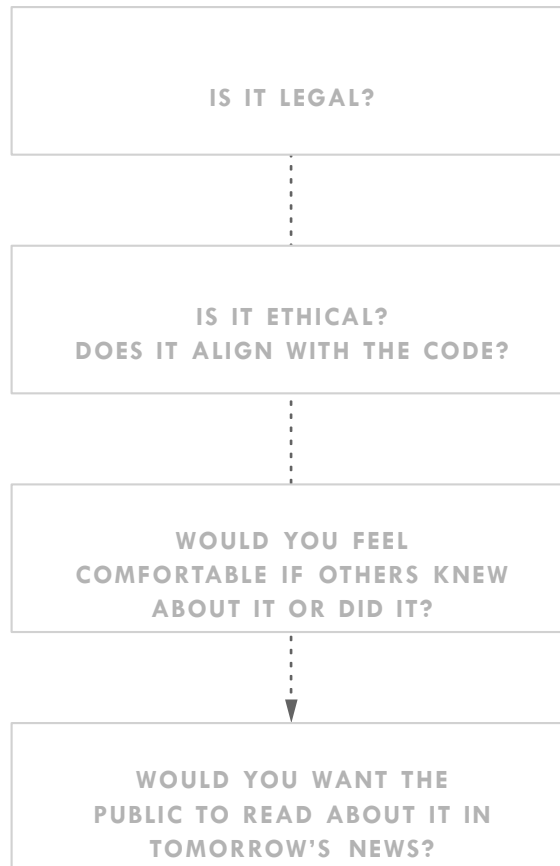 IS IT LEGAL?
IS IT ETHICAL?
DOES IT ALIGN WITH THE CODE?
WOULD YOU FEEL
COMFORTABLE IF OTHERS KNEW
ABOUT IT OR DID IT?
WOULD YOU WANT THE
PUBLIC TO READ ABOUT IT IN
TOMORROW’S NEWS?